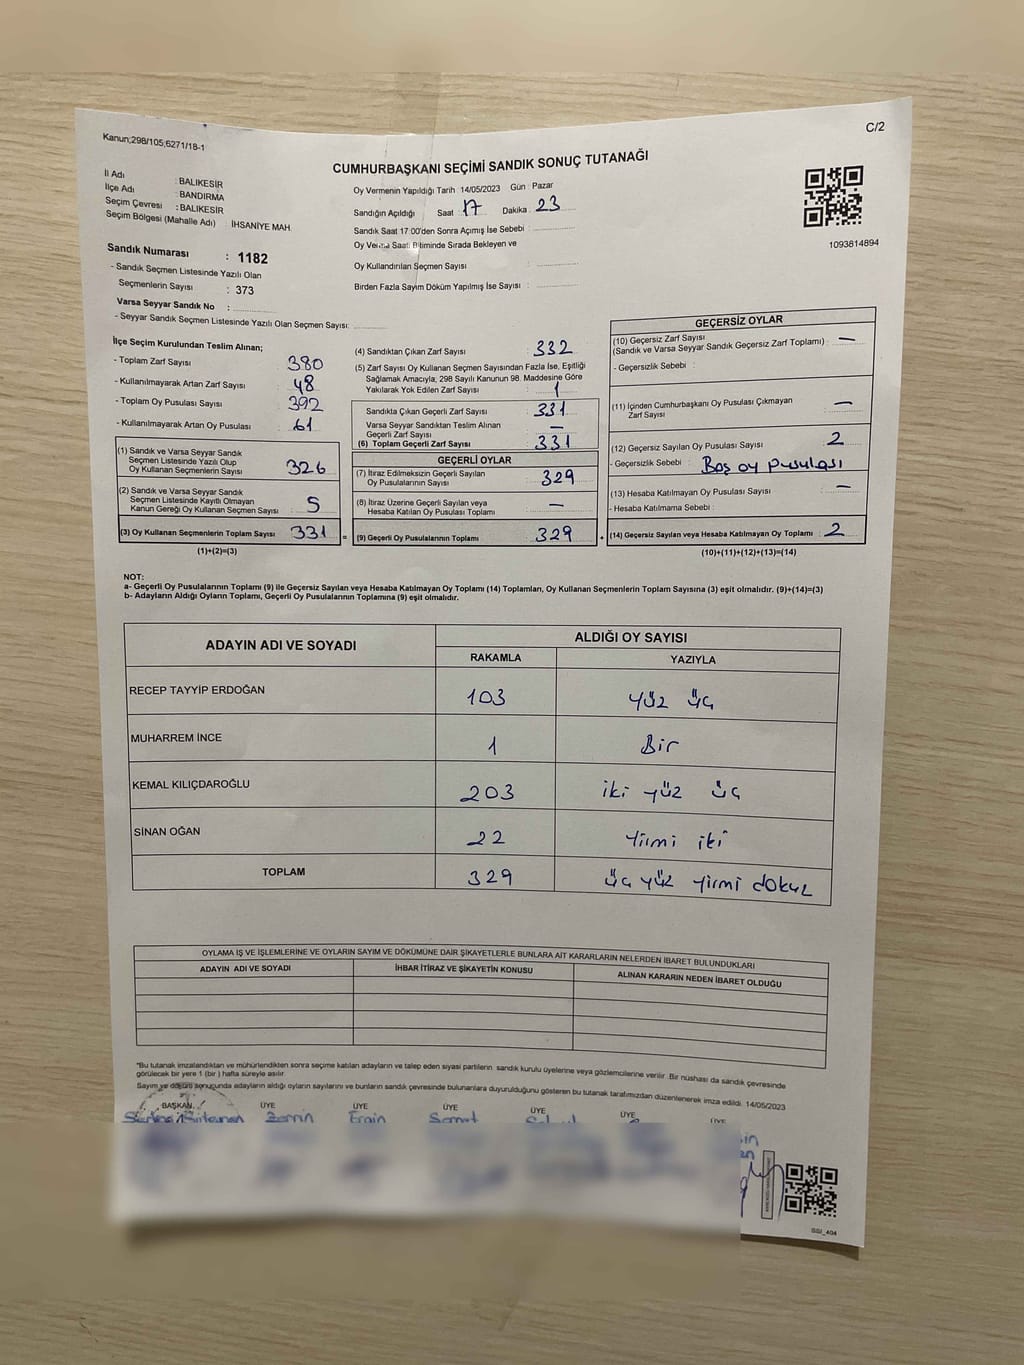 Kanun;298/105;6271/18-1
C/2
CUMHURBAŞKANI SEÇİMİ SANDIK SONUÇ TUTANAĞI
İl Adı : BALIKESİR
İlçe Adı : BANDIRMA
Seçim Çevresi : BALIKESİR
Seçim Bölgesi (Mahalle Adı) : İHSANİYE MAH.
Oy Vermenin Yapıldığı Tarih 14/05/2023 Gün : Pazar
Sandığın Açıldığı Saat : 17 Dakika : 23
Sandık Saat 17:00'den Sonra Açımış İse Sebebi :
Oy Verme Saati Bitiminde Sırada Bekleyen ve
Oy Kullandırılan Seçmen Sayısı :
Birden Fazla Sayım Döküm Yapılmış İse Sayısı :
1093814894
Sandık Numarası : 1182
- Sandık Seçmen Listesinde Yazılı Olan
Seçmenlerin Sayısı : 373
Varsa Seyyar Sandık No :
- Seyyar Sandık Seçmen Listesinde Yazılı Olan Seçmen Sayısı:
İlçe Seçim Kurulundan Teslim Alınan;
- Toplam Zarf Sayısı : 380
- Kullanılmayarak Artan Zarf Sayısı : 48
- Toplam Oy Pusulası Sayısı : 392
- Kullanılmayarak Artan Oy Pusulası : 61
(1) Sandık ve Varsa Seyyar Sandık
Seçmen Listesinde Yazılı Olup
Oy Kullanan Seçmenlerin Sayısı : 326
(2) Sandık ve Varsa Seyyar Sandık
Seçmen Listesinde Kayıtlı Olmayan
Kanun Gereği Oy Kullanan Seçmen Sayısı : 5
(3) Oy Kullanan Seçmenlerin Toplam Sayısı : 331
(1)+(2)=(3)
(4) Sandıktan Çıkan Zarf Sayısı : 332
(5) Zarf Sayısı Oy Kullanan Seçmen Sayısından Fazla İse, Eşitliği
Sağlamak Amacıyla; 298 Sayılı Kanunun 98. Maddesine Göre
Yakılarak Yok Edilen Zarf Sayısı : 1
Sandıkta Çıkan Geçerli Zarf Sayısı : 331
Varsa Seyyar Sandıktan Teslim Alınan
Geçerli Zarf Sayısı : —
(6) Toplam Geçerli Zarf Sayısı : 331
GEÇERLİ OYLAR
(7) İtiraz Edilmeksizin Geçerli Sayılan
Oy Pusulalarının Sayısı : 329
(8) İtiraz Üzerine Geçerli Sayılan veya
Hesaba Katılan Oy Pusulası Toplamı : —
= (9) Geçerli Oy Pusulalarının Toplamı : 329
GEÇERSİZ OYLAR
(10) Geçersiz Zarf Sayısı
(Sandık ve Varsa Seyyar Sandık Geçersiz Zarf Toplamı) : —
- Geçersizlik Sebebi :
(11) İçinden Cumhurbaşkanı Oy Pusulası Çıkmayan
Zarf Sayısı : —
(12) Geçersiz Sayılan Oy Pusulası Sayısı : 2
- Geçersizlik Sebebi : Boş oy pusulası
(13) Hesaba Katılmayan Oy Pusulası Sayısı : —
- Hesaba Katılmama Sebebi :
+ (14) Geçersiz Sayılan veya Hesaba Katılmayan Oy Toplamı : 2
(10)+(11)+(12)+(13)=(14)
NOT:
a- Geçerli Oy Pusulalarının Toplamı (9) ile Geçersiz Sayılan veya Hesaba Katılmayan Oy Toplamı (14) Toplamları, Oy Kullanan Seçmenlerin Toplam Sayısına (3) eşit olmalıdır. (9)+(14)=(3)
b- Adayların Aldığı Oyların Toplamı, Geçerli Oy Pusulalarının Toplamına (9) eşit olmalıdır.
ADAYIN ADI VE SOYADI ALDIĞI OY SAYISI
RAKAMLA YAZIYLA
RECEP TAYYİP ERDOĞAN 103 yüz üç
MUHARREM İNCE 1 Bir
KEMAL KILIÇDAROĞLU 203 iki yüz üç
SİNAN OĞAN 22 yirmi iki
TOPLAM 329 üç yüz yirmi dokuz
OYLAMA İŞ VE İŞLEMLERİNE VE OYLARIN SAYIM VE DÖKÜMÜNE DAİR ŞİKAYETLERLE BUNLARA AİT KARARLARIN NELERDEN İBARET BULUNDUKLARI
ADAYIN ADI VE SOYADI İHBAR İTİRAZ VE ŞİKAYETİN KONUSU ALINAN KARARIN NEDEN İBARET OLDUĞU
*Bu tutanak imzalandıktan ve mühürlendikten sonra seçime katılan adayların ve talep eden siyasi partilerin sandık kurulu üyelerine veya gözlemcilerine verilir. Bir nüshası da sandık çevresinde
görülecek bir yere 1 (bir ) hafta süreyle asılır.
Sayım ve döküm sonucunda adayların aldığı oyların sayılarını ve bunların sandık çevresinde bulunanlara duyurulduğunu gösteren bu tutanak tarafımızdan düzenlenerek imza edildi. 14/05/2023
BAŞKAN ÜYE ÜYE ÜYE ÜYE ÜYE ÜYE
SSI_404